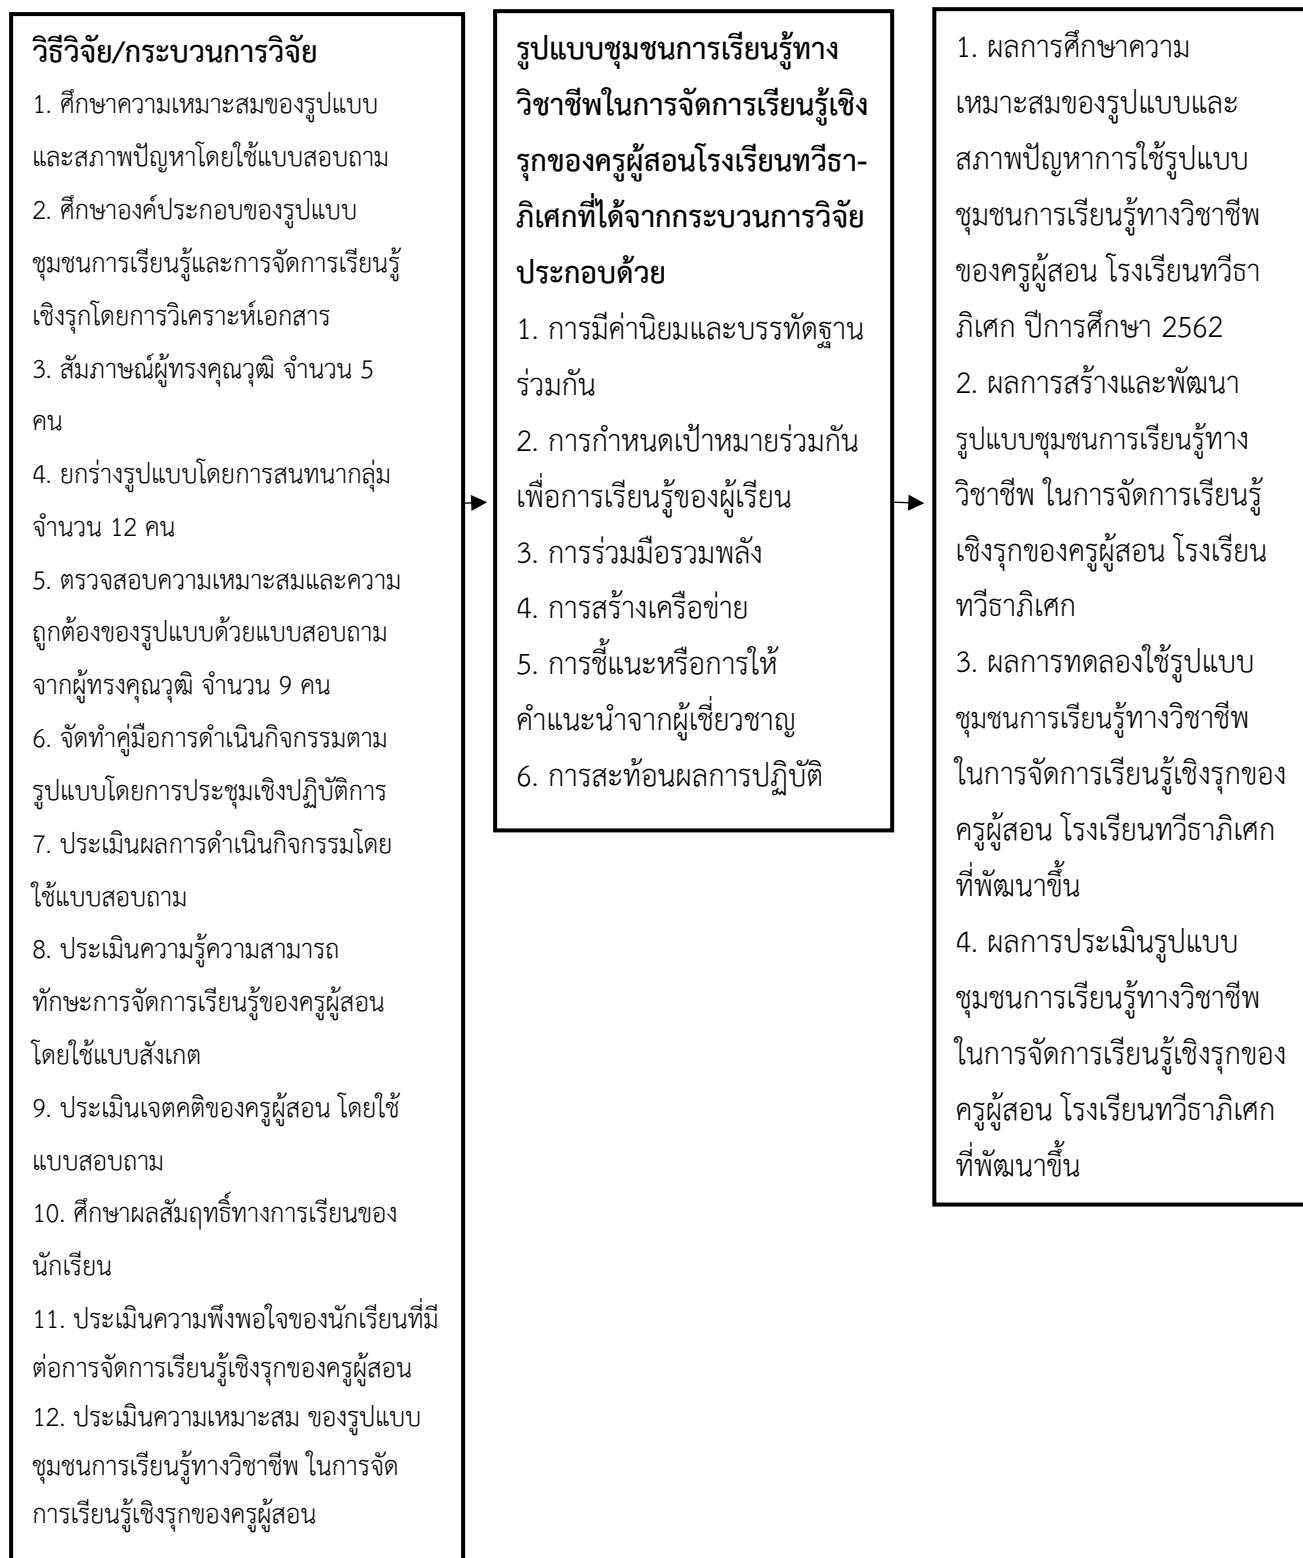 วิธีวิจัย/กระบวนการวิจัย
1. ศึกษาความเหมาะสมของรูปแบบ
และสภาพปัญหาโดยใช้แบบสอบถาม
2. ศึกษาองค์ประกอบของรูปแบบ
ชุมชนการเรียนรู้และการจัดการเรียนรู้
เชิงรุกโดยการวิเคราะห์เอกสาร
3. สัมภาษณ์ผู้ทรงคุณวุฒิ จำนวน 5
คน
4. ยกร่างรูปแบบโดยการสนทนากลุ่ม
จำนวน 12 คน
5. ตรวจสอบความเหมาะสมและความ
ถูกต้องของรูปแบบด้วยแบบสอบถาม
จากผู้ทรงคุณวุฒิ จำนวน 9 คน
6. จัดทำคู่มือการดำเนินกิจกรรมตาม
รูปแบบโดยการประชุมเชิงปฏิบัติการ
7. ประเมินผลการดำเนินกิจกรรมโดย
ใช้แบบสอบถาม
8. ประเมินความรู้ความสามารถ
ทักษะการจัดการเรียนรู้ของครูผู้สอน
โดยใช้แบบสังเกต
9. ประเมินเจตคติของครูผู้สอน โดยใช้
แบบสอบถาม
10. ศึกษาผลสัมฤทธิ์ทางการเรียนของ
นักเรียน
11. ประเมินความพึงพอใจของนักเรียนที่มี
ต่อการจัดการเรียนรู้เชิงรุกของครูผู้สอน
12. ประเมินความเหมาะสม ของรูปแบบ
ชุมชนการเรียนรู้ทางวิชาชีพ ในการจัด
การเรียนรู้เชิงรุกของครูผู้สอน
รูปแบบชุมชนการเรียนรู้ทาง
วิชาชีพในการจัดการเรียนรู้เชิง
รุกของครูผู้สอนโรงเรียนทวีธา-
ภิเศกที่ได้จากกระบวนการวิจัย
ประกอบด้วย
1. การมีค่านิยมและบรรทัดฐาน
ร่วมกัน
2. การกำหนดเป้าหมายร่วมกัน
เพื่อการเรียนรู้ของผู้เรียน
3. การร่วมมือรวมพลัง
4. การสร้างเครือข่าย
5. การชี้แนะหรือการให้
คำแนะนำจากผู้เชี่ยวชาญ
6. การสะท้อนผลการปฏิบัติ
1. ผลการศึกษาความ
เหมาะสมของรูปแบบและ
สภาพปัญหาการใช้รูปแบบ
ชุมชนการเรียนรู้ทางวิชาชีพ
ของครูผู้สอน โรงเรียนทวีธา
ภิเศก ปีการศึกษา 2562
2. ผลการสร้างและพัฒนา
รูปแบบชุมชนการเรียนรู้ทาง
วิชาชีพ ในการจัดการเรียนรู้
เชิงรุกของครูผู้สอน โรงเรียน
ทวีธาภิเศก
3. ผลการทดลองใช้รูปแบบ
ชุมชนการเรียนรู้ทางวิชาชีพ
ในการจัดการเรียนรู้เชิงรุกของ
ครูผู้สอน โรงเรียนทวีธาภิเศก
ที่พัฒนาขึ้น
4. ผลการประเมินรูปแบบ
ชุมชนการเรียนรู้ทางวิชาชีพ
ในการจัดการเรียนรู้เชิงรุกของ
ครูผู้สอน โรงเรียนทวีธาภิเศก
ที่พัฒนาขึ้น